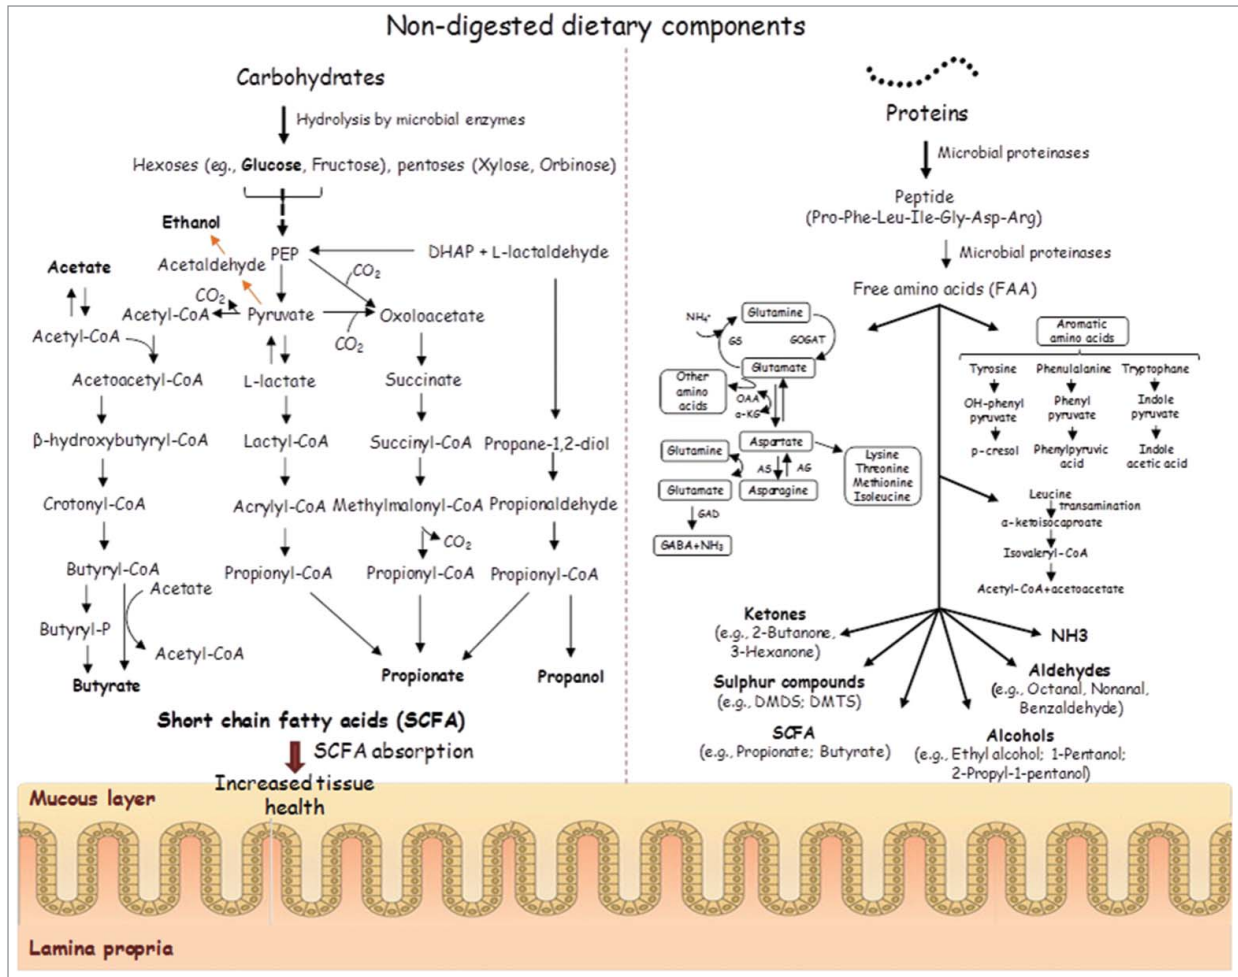 Non-digested dietary components
Carbohydrates
Hydrolysis by microbial enzymes
Hexoses (eg., Glucose, Fructose), pentoses (Xylose, Orbinose)
Ethanol
PEP
DHAP + L-lactaldehyde
Acetaldehyde
CO₂
Acetate
CO₂
Acetyl-CoA
Pyruvate
Oxoloacetate
CO₂
Acetyl-CoA
Acetoacetyl-CoA
L-lactate
Succinate
β-hydroxybutyryl-CoA
Lactyl-CoA
Succinyl-CoA
Propane-1,2-diol
Crotonyl-CoA
Acrylyl-CoA
Methylmalonyl-CoA
Propionaldehyde
CO₂
Butyryl-CoA
Propionyl-CoA
Propionyl-CoA
Propionyl-CoA
Acetate
Butyryl-P
Acetyl-CoA
Butyrate
Propionate
Propanol
Short chain fatty acids (SCFA)
SCFA absorption
Increased tissue
health
Proteins
Microbial proteinases
Peptide
(Pro-Phe-Leu-Ile-Gly-Asp-Arg)
Microbial proteinases
Free amino acids (FAA)
NH₄⁺
Glutamine
GS
GOGAT
Glutamate
Other
amino
acids
OAA
α-KG
Aspartate
Glutamine
AS
AG
Lysine
Threonine
Methionine
Isoleucine
Glutamate
Asparagine
GAD
GABA+NH₃
Aromatic
amino acids
Tyrosine
Phenulalanine
Tryptophane
OH-phenyl
pyruvate
Phenyl
pyruvate
Indole
pyruvate
p-cresol
Phenylpyruvic
acid
Indole
acetic acid
Leucine
transamination
α-ketoisocaproate
Isovaleryl-CoA
Acetyl-CoA+acetoacetate
Ketones
(e.g., 2-Butanone,
3-Hexanone)
NH3
Sulphur compounds
(e.g., DMDS; DMTS)
Aldehydes
(e.g., Octanal, Nonanal,
Benzaldehyde)
SCFA
(e.g., Propionate; Butyrate)
Alcohols
(e.g., Ethyl alcohol; 1-Pentanol;
2-Propyl-1-pentanol)
Mucous layer
Lamina propria